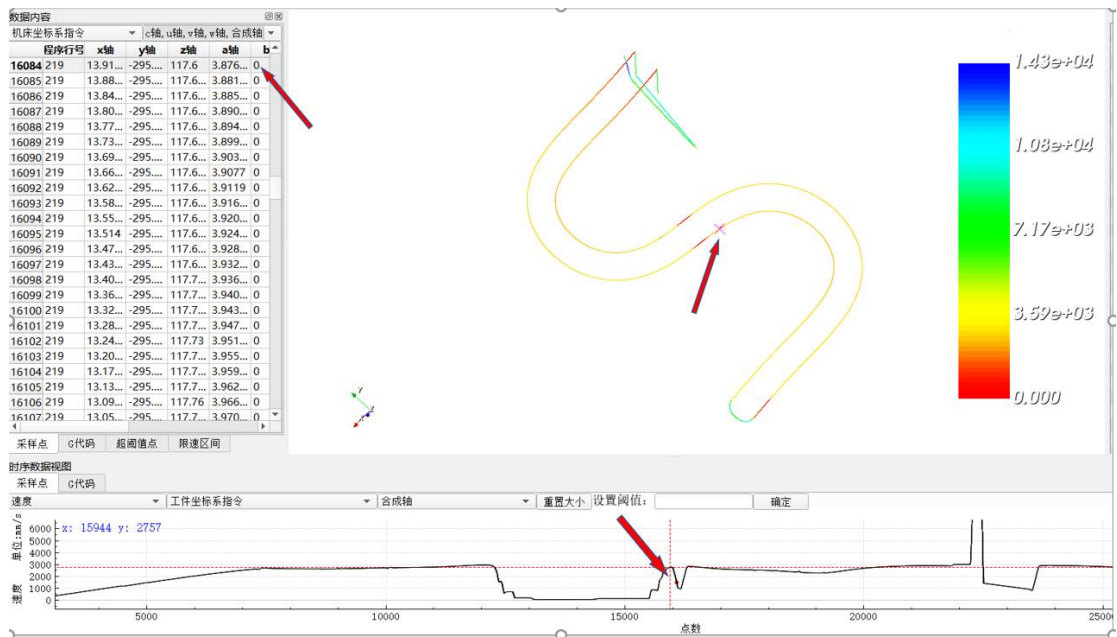 数据内容
机床坐标系指令 c轴,u轴,v轴,w轴,合成轴
程序行号 x轴 y轴 z轴 a轴 b
16084 219 13.91... -295.... 117.6 3.876... 0
16085 219 13.88... -295.... 117.6... 3.881... 0
16086 219 13.84... -295.... 117.6... 3.885... 0
16087 219 13.80... -295.... 117.6... 3.890... 0
16088 219 13.77... -295.... 117.6... 3.894... 0
16089 219 13.73... -295.... 117.6... 3.899... 0
16090 219 13.69... -295.... 117.6... 3.903... 0
16091 219 13.66... -295.... 117.6... 3.9077 0
16092 219 13.62... -295.... 117.6... 3.9119 0
16093 219 13.58... -295.... 117.6... 3.916... 0
16094 219 13.55... -295.... 117.6... 3.920... 0
16095 219 13.514 -295.... 117.6... 3.924... 0
16096 219 13.47... -295.... 117.6... 3.928... 0
16097 219 13.43... -295.... 117.6... 3.932... 0
16098 219 13.40... -295.... 117.6... 3.936... 0
16099 219 13.36... -295.... 117.7... 3.940... 0
16100 219 13.32... -295.... 117.7... 3.943... 0
16101 219 13.28... -295.... 117.7... 3.947... 0
16102 219 13.24... -295.... 117.73 3.951... 0
16103 219 13.20... -295.... 117.7... 3.955... 0
16104 219 13.17... -295.... 117.7... 3.959... 0
16105 219 13.13... -295.... 117.7... 3.962... 0
16106 219 13.09... -295.... 117.76 3.966... 0
16107 219 13.05... -295.... 117.7... 3.970... 0
采样点 G代码 超阈值点 限速区间
1.43e+04
1.08e+04
7.17e+03
3.59e+03
0.000
时序数据视图
采样点 G代码
速度 工件坐标系指令 合成轴 重置大小 设置阈值: 确定
x: 15944 y: 2757
速度 单位:mm/s
6000
5000
4000
3000
2000
1000
0
5000 10000 15000 20000 25000
点数